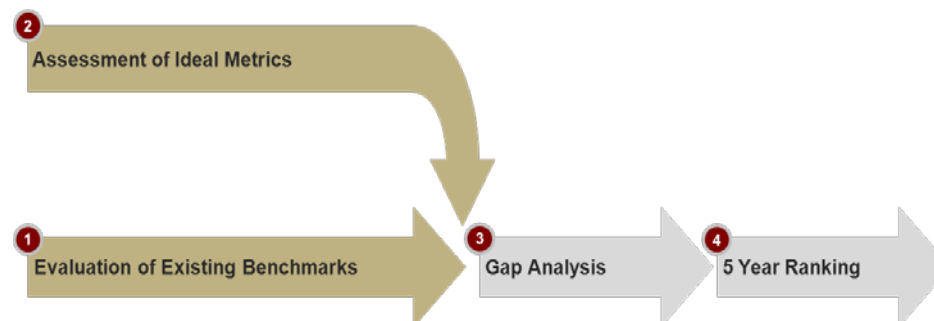 2
Assessment of Ideal Metrics
1
Evaluation of Existing Benchmarks
3
Gap Analysis
4
5 Year Ranking